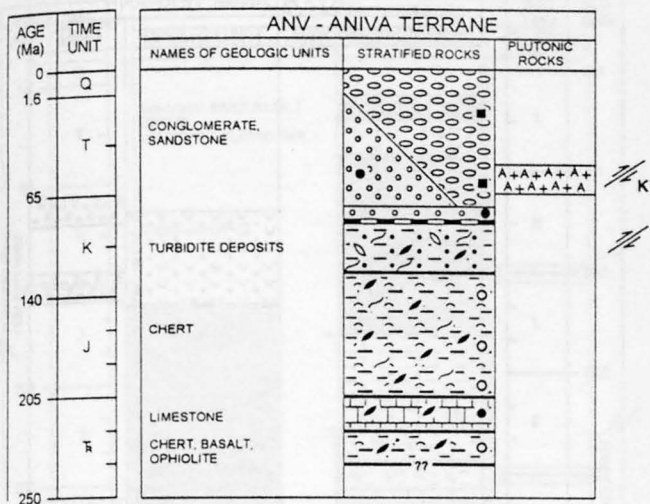 ANV - ANIVA TERRANE
AGE (Ma)
TIME UNIT
NAMES OF GEOLOGIC UNITS
STRATIFIED ROCKS
PLUTONIC ROCKS
0
Q
1.6
CONGLOMERATE,
SANDSTONE
T
A+A+A+A+
A+A+A+A
K
65
K
TURBIDITE DEPOSITS
140
CHERT
J
205
LIMESTONE
CHERT, BASALT,
OPHIOLITE
Ŧ
??
250